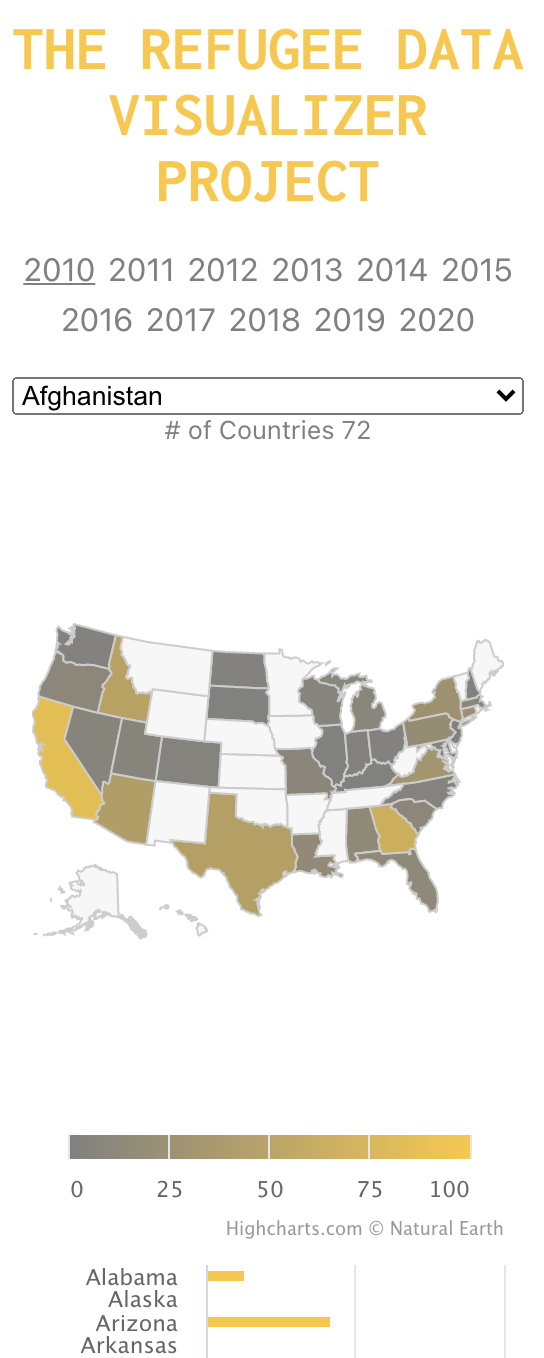 THE REFUGEE DATA
VISUALIZER
PROJECT
2010 2011 2012 2013 2014 2015
2016 2017 2018 2019 2020
Afghanistan
# of Countries 72
0 25 50 75 100
Highcharts.com © Natural Earth
Alabama
Alaska
Arizona
Arkansas